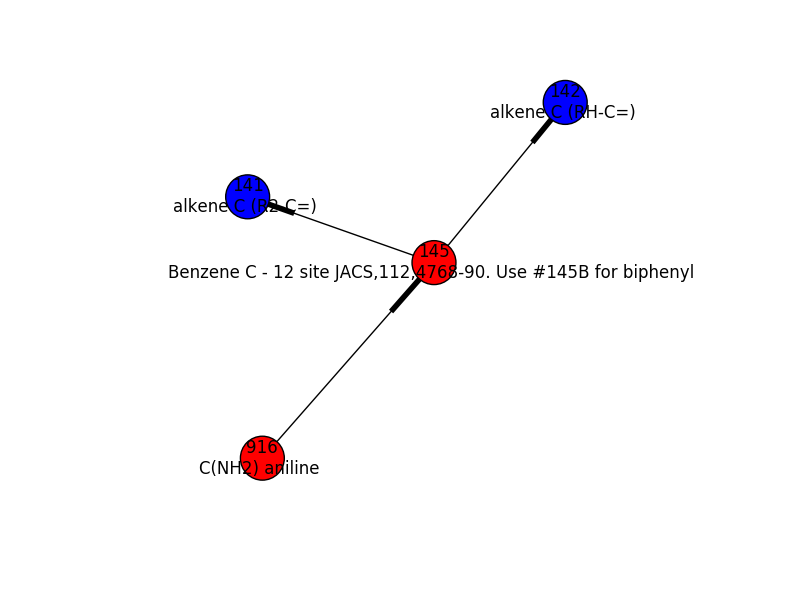 142
alkene C (RH-C=)
141
alkene C (R2-C=)
145
Benzene C - 12 site JACS,112,4768-90. Use #145B for biphenyl
916
C(NH2) aniline